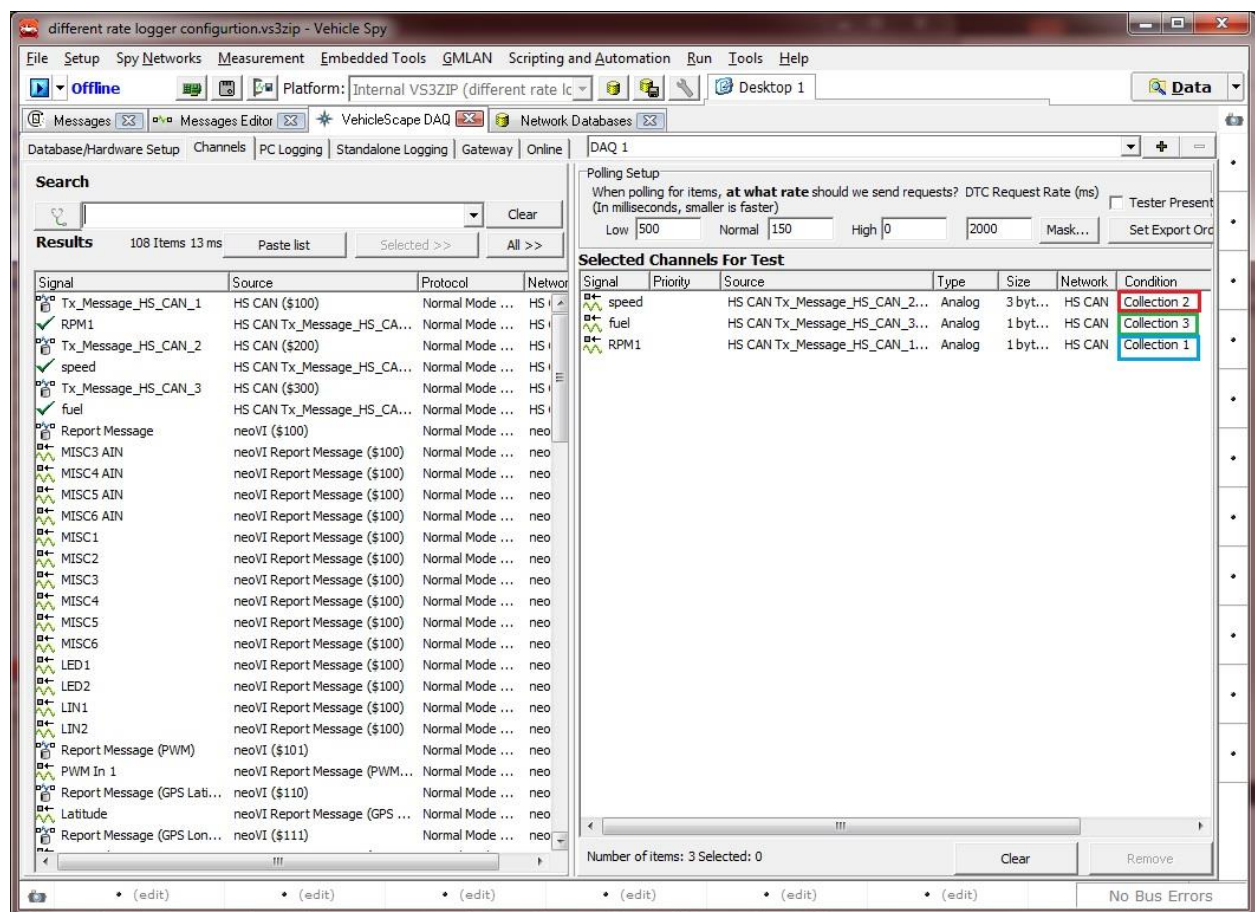 different rate logger configurtion.vs3zip - Vehicle Spy
File Setup Spy Networks Measurement Embedded Tools GMLAN Scripting and Automation Run Tools Help
Offline Platform: Internal VS3ZIP (different rate lc Desktop 1 Data
Messages Messages Editor VehicleScape DAQ Network Databases
Database/Hardware Setup Channels PC Logging Standalone Logging Gateway Online DAQ 1
Search
Clear
Results 108 Items 13 ms Paste list Selected >> All >>
Signal Source Protocol Networ
Tx_Message_HS_CAN_1 HS CAN ($100) Normal Mode ... HS
RPM1 HS CAN Tx_Message_HS_CA... Normal Mode ... HS
Tx_Message_HS_CAN_2 HS CAN ($200) Normal Mode ... HS
speed HS CAN Tx_Message_HS_CA... Normal Mode ... HS
Tx_Message_HS_CAN_3 HS CAN ($300) Normal Mode ... HS
fuel HS CAN Tx_Message_HS_CA... Normal Mode ... HS
Report Message neoVI ($100) Normal Mode ... neo
MISC3 AIN neoVI Report Message ($100) Normal Mode ... neo
MISC4 AIN neoVI Report Message ($100) Normal Mode ... neo
MISC5 AIN neoVI Report Message ($100) Normal Mode ... neo
MISC6 AIN neoVI Report Message ($100) Normal Mode ... neo
MISC1 neoVI Report Message ($100) Normal Mode ... neo
MISC2 neoVI Report Message ($100) Normal Mode ... neo
MISC3 neoVI Report Message ($100) Normal Mode ... neo
MISC4 neoVI Report Message ($100) Normal Mode ... neo
MISC5 neoVI Report Message ($100) Normal Mode ... neo
MISC6 neoVI Report Message ($100) Normal Mode ... neo
LED1 neoVI Report Message ($100) Normal Mode ... neo
LED2 neoVI Report Message ($100) Normal Mode ... neo
LIN1 neoVI Report Message ($100) Normal Mode ... neo
LIN2 neoVI Report Message ($100) Normal Mode ... neo
Report Message (PWM) neoVI ($101) Normal Mode ... neo
PWM In 1 neoVI Report Message (PWM... Normal Mode ... neo
Report Message (GPS Lati... neoVI ($110) Normal Mode ... neo
Latitude neoVI Report Message (GPS ... Normal Mode ... neo
Report Message (GPS Lon... neoVI ($111) Normal Mode ... neo
Polling Setup
When polling for items, at what rate should we send requests? DTC Request Rate (ms) Tester Present
(In milliseconds, smaller is faster)
Low 500 Normal 150 High 0 2000 Mask... Set Export Ord
Selected Channels For Test
Signal Priority Source Type Size Network Condition
speed HS CAN Tx_Message_HS_CAN_2... Analog 3 byt... HS CAN Collection 2
fuel HS CAN Tx_Message_HS_CAN_3... Analog 1 byt... HS CAN Collection 3
RPM1 HS CAN Tx_Message_HS_CAN_1... Analog 1 byt... HS CAN Collection 1
Number of items: 3 Selected: 0 Clear Remove
(edit) (edit) (edit) (edit) (edit) (edit) No Bus Errors